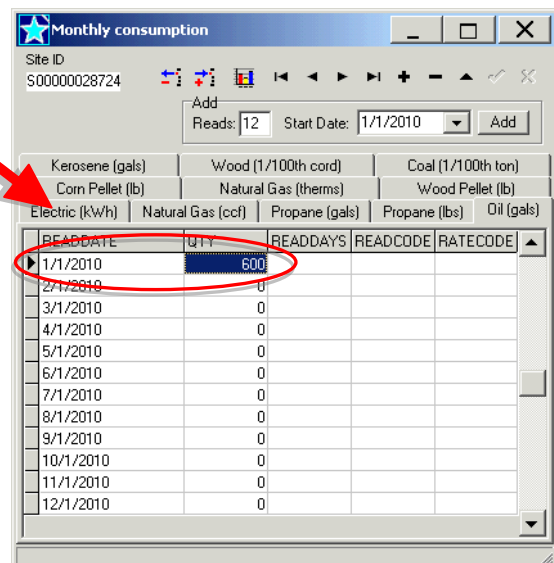 Monthly consumption
Site ID
S00000028724
Add
Reads: 12 Start Date: 1/1/2010 Add
Kerosene (gals) Wood (1/100th cord) Coal (1/100th ton)
Corn Pellet (lb) Natural Gas (therms) Wood Pellet (lb)
Electric (kWh) Natural Gas (ccf) Propane (gals) Propane (lbs) Oil (gals)
READDATE QTY READDAYS READCODE RATECODE
1/1/2010 600
2/1/2010 0
3/1/2010 0
4/1/2010 0
5/1/2010 0
6/1/2010 0
7/1/2010 0
8/1/2010 0
9/1/2010 0
10/1/2010 0
11/1/2010 0
12/1/2010 0